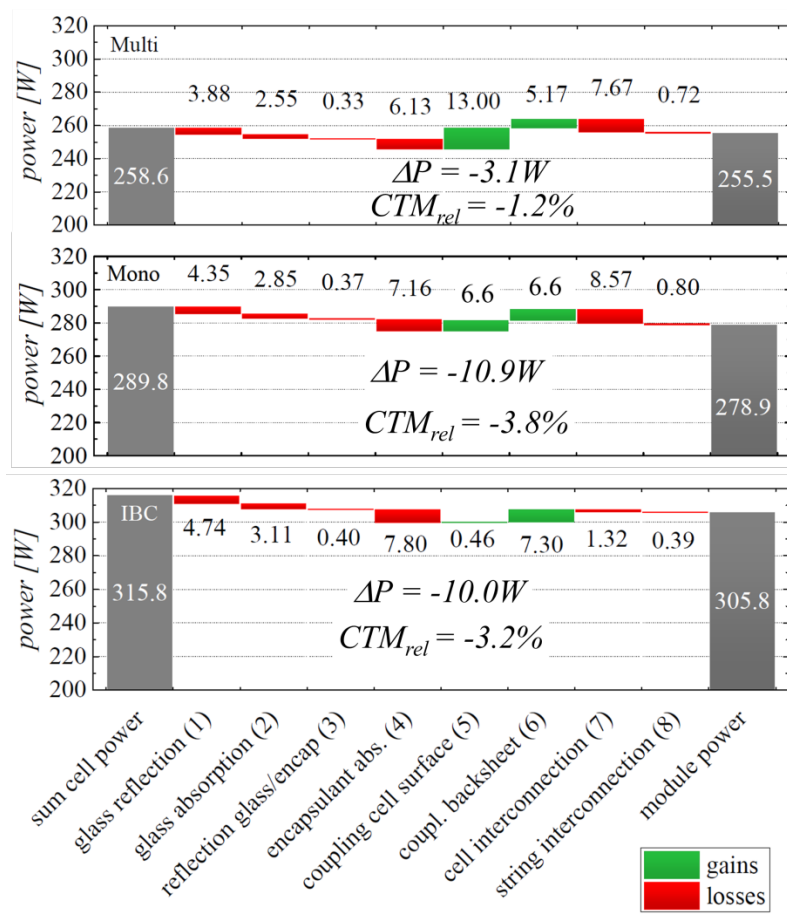 320
Multi
300
3.88 2.55 0.33 6.13 13.00 5.17 7.67 0.72
280
260
240
220
200
power [W]
258.6
ΔP = -3.1W
CTMrel = -1.2%
255.5
320
Mono 4.35 2.85 0.37 7.16 6.6 6.6 8.57 0.80
300
280
260
240
220
200
power [W]
289.8
ΔP = -10.9W
CTMrel = -3.8%
278.9
320
IBC
300
4.74 3.11 0.40 7.80 0.46 7.30 1.32 0.39
280
260
240
220
200
power [W]
315.8
ΔP = -10.0W
CTMrel = -3.2%
305.8
sum cell power
glass reflection (1)
glass absorption (2)
reflection glass/encap (3)
encapsulant abs. (4)
coupling cell surface (5)
coupl. backsheet (6)
cell interconnection (7)
string interconnection (8)
module power
gains
losses